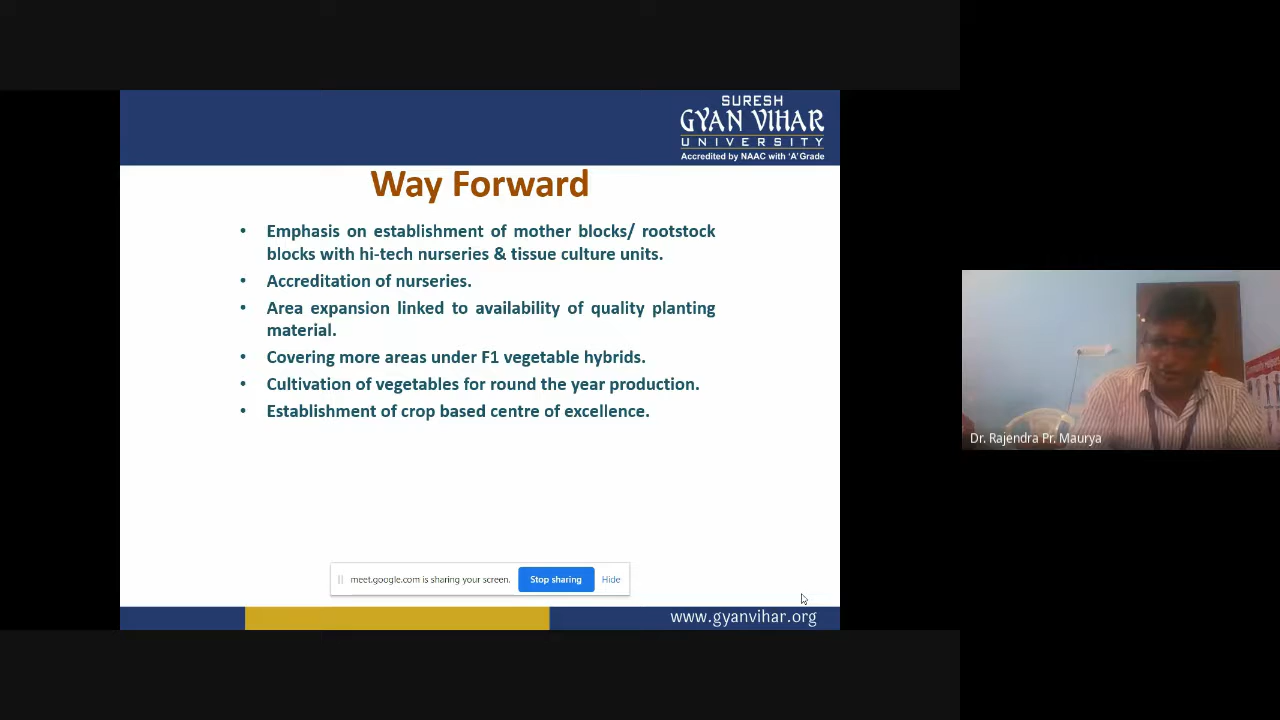 SURESH
GYAN VIHAR
UNIVERSITY
Accredited by NAAC with 'A' Grade
Way Forward
• Emphasis on establishment of mother blocks/ rootstock
blocks with hi-tech nurseries & tissue culture units.
• Accreditation of nurseries.
• Area expansion linked to availability of quality planting
material.
• Covering more areas under F1 vegetable hybrids.
• Cultivation of vegetables for round the year production.
• Establishment of crop based centre of excellence.
meet.google.com is sharing your screen. Stop sharing Hide
www.gyanvihar.org
Dr. Rajendra Pr. Maurya